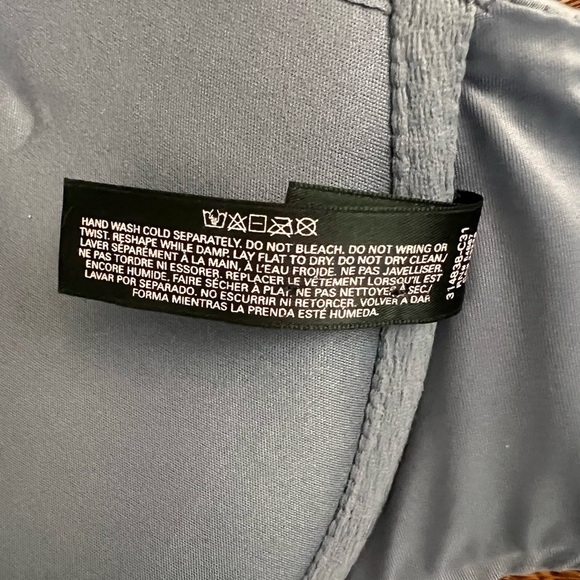 HAND WASH COLD SEPARATELY. DO NOT BLEACH. DO NOT WRING OR
TWIST. RESHAPE WHILE DAMP. LAY FLAT TO DRY. DO NOT DRY CLEAN./
LAVER SÉPARÉMENT À LA MAIN, À L'EAU FROIDE. NE PAS JAVELLISER.
NE PAS TORDRE NI ESSORER. REPLACER LE VÊTEMENT LORSQU'IL EST
ENCORE HUMIDE. FAIRE SÉCHER À PLAT. NE PAS NETTOYER À SEC./
LAVAR POR SEPARADO. NO ESCURRIR NI RETORCER. VOLVER A DAR
FORMA MIENTRAS LA PRENDA ESTÉ HÚMEDA.
314838-C31